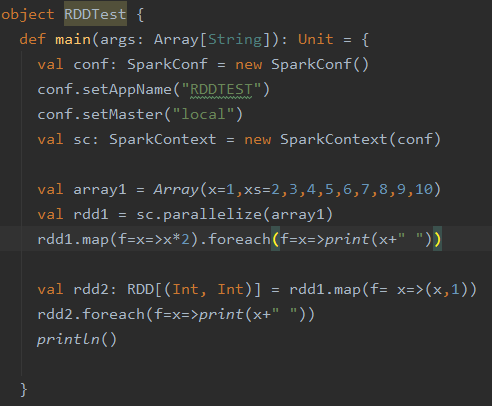 object RDDTest {
def main(args: Array[String]): Unit = {
val conf: SparkConf = new SparkConf()
conf.setAppName("RDDTEST")
conf.setMaster("local")
val sc: SparkContext = new SparkContext(conf)
val array1 = Array(x=1,xs=2,3,4,5,6,7,8,9,10)
val rdd1 = sc.parallelize(array1)
rdd1.map(f=x=>x*2).foreach(f=x=>print(x+" "))
val rdd2: RDD[(Int, Int)] = rdd1.map(f= x=>(x,1))
rdd2.foreach(f=x=>print(x+" "))
println()
}